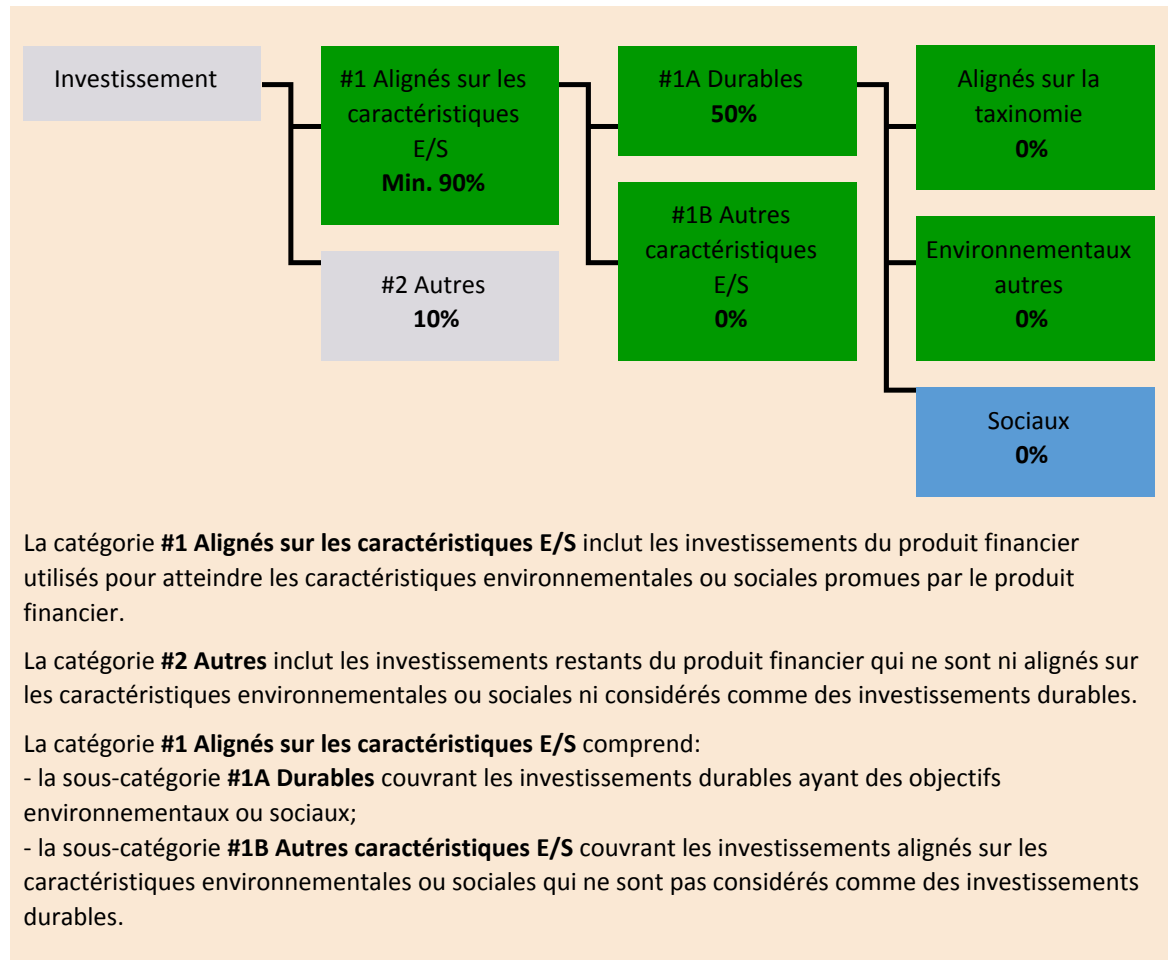 Investissement
#1 Alignés sur les
caractéristiques
E/S
Min. 90%
#2 Autres
10%
#1A Durables
50%
#1B Autres
caractéristiques
E/S
0%
Alignés sur la
taxinomie
0%
Environnementaux
autres
0%
Sociaux
0%
La catégorie #1 Alignés sur les caractéristiques E/S inclut les investissements du produit financier
utilisés pour atteindre les caractéristiques environnementales ou sociales promues par le produit
financier.
La catégorie #2 Autres inclut les investissements restants du produit financier qui ne sont ni alignés sur
les caractéristiques environnementales ou sociales ni considérés comme des investissements durables.
La catégorie #1 Alignés sur les caractéristiques E/S comprend:
- la sous-catégorie #1A Durables couvrant les investissements durables ayant des objectifs
environnementaux ou sociaux;
- la sous-catégorie #1B Autres caractéristiques E/S couvrant les investissements alignés sur les
caractéristiques environnementales ou sociales qui ne sont pas considérés comme des investissements
durables.